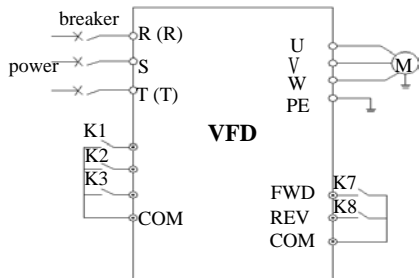 breaker
R (R)
power
S
T (T)
K1
K2
K3
COM
VFD
U
V
W
PE
M
FWD
K7
REV
K8
COM